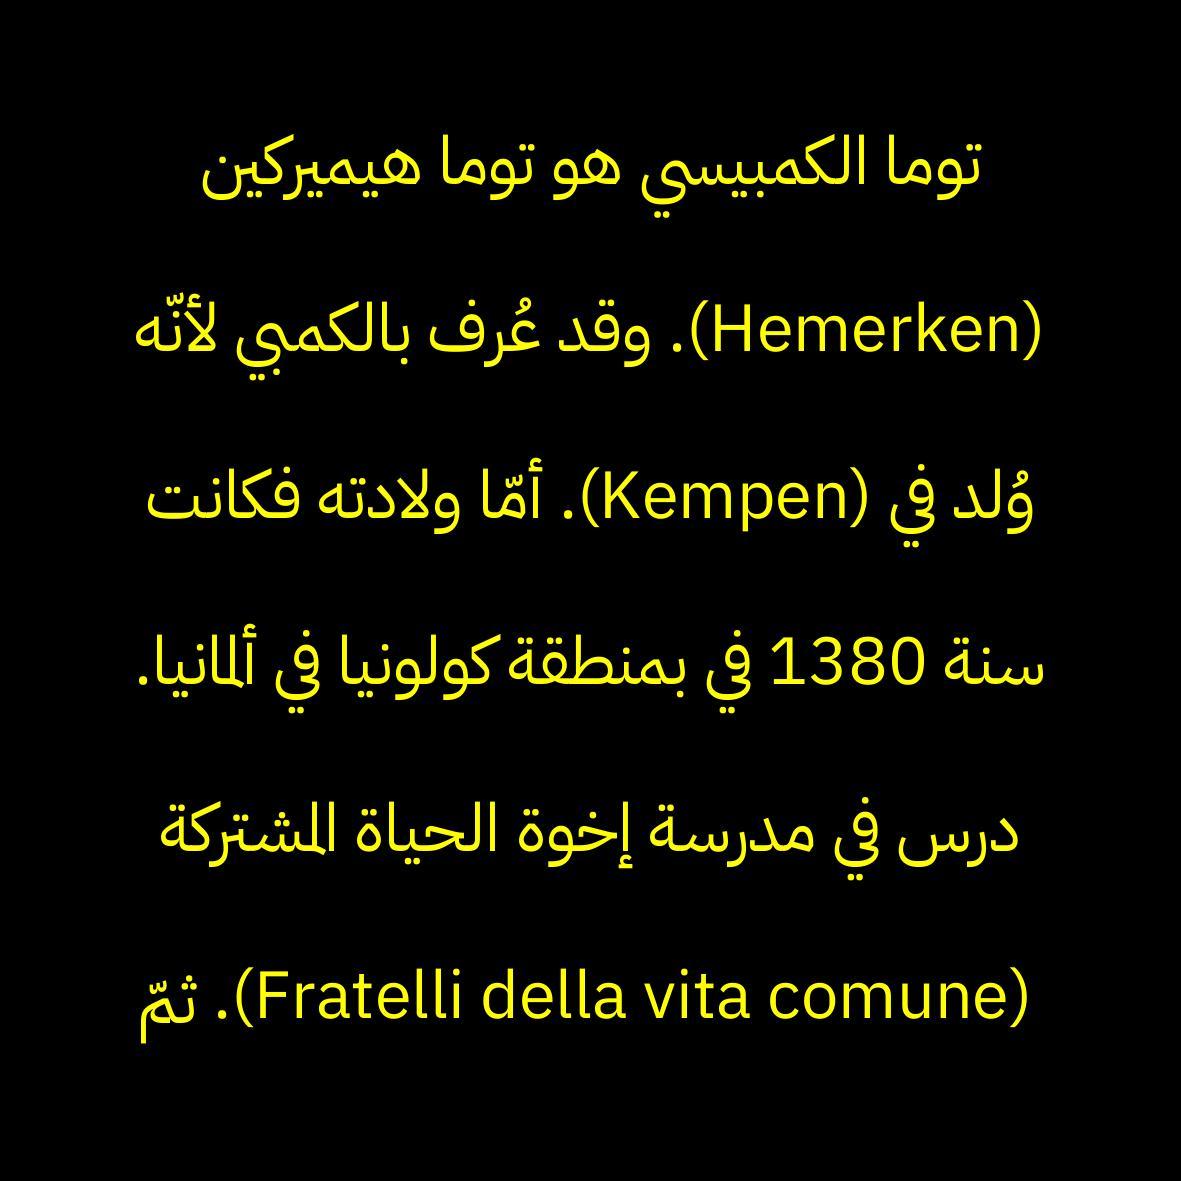 توما الكمبيسي هو توما هيميركين
(Hemerken). وقد عُرف بالكمبي لأنّه
وُلد في (Kempen). أمّا ولادته فكانت
سنة 1380 في بمنطقة كولونيا في ألمانيا.
درس في مدرسة إخوة الحياة المشتركة
(Fratelli della vita comune). ثمّ